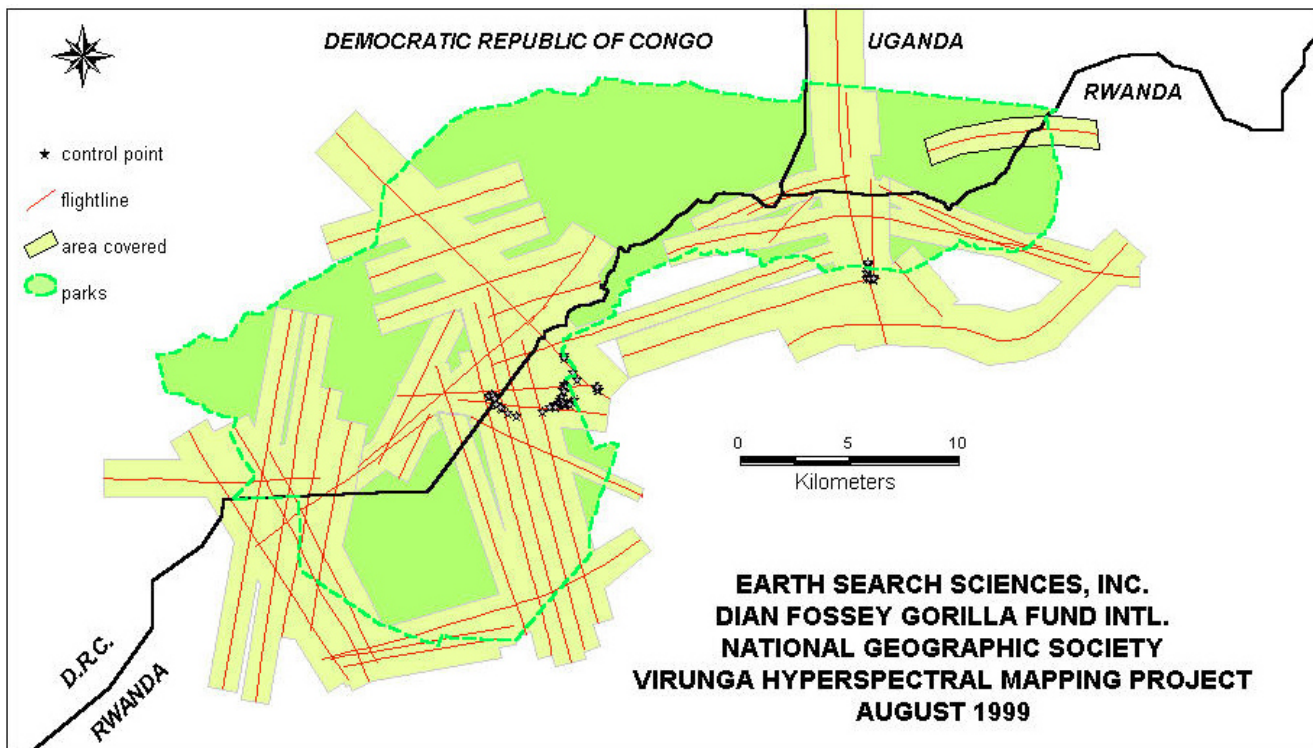 DEMOCRATIC REPUBLIC OF CONGO
UGANDA
RWANDA
control point
flightline
area covered
parks
0 5 10
Kilometers
EARTH SEARCH SCIENCES, INC.
DIAN FOSSEY GORILLA FUND INTL.
NATIONAL GEOGRAPHIC SOCIETY
VIRUNGA HYPERSPECTRAL MAPPING PROJECT
AUGUST 1999
D.R.C.
RWANDA